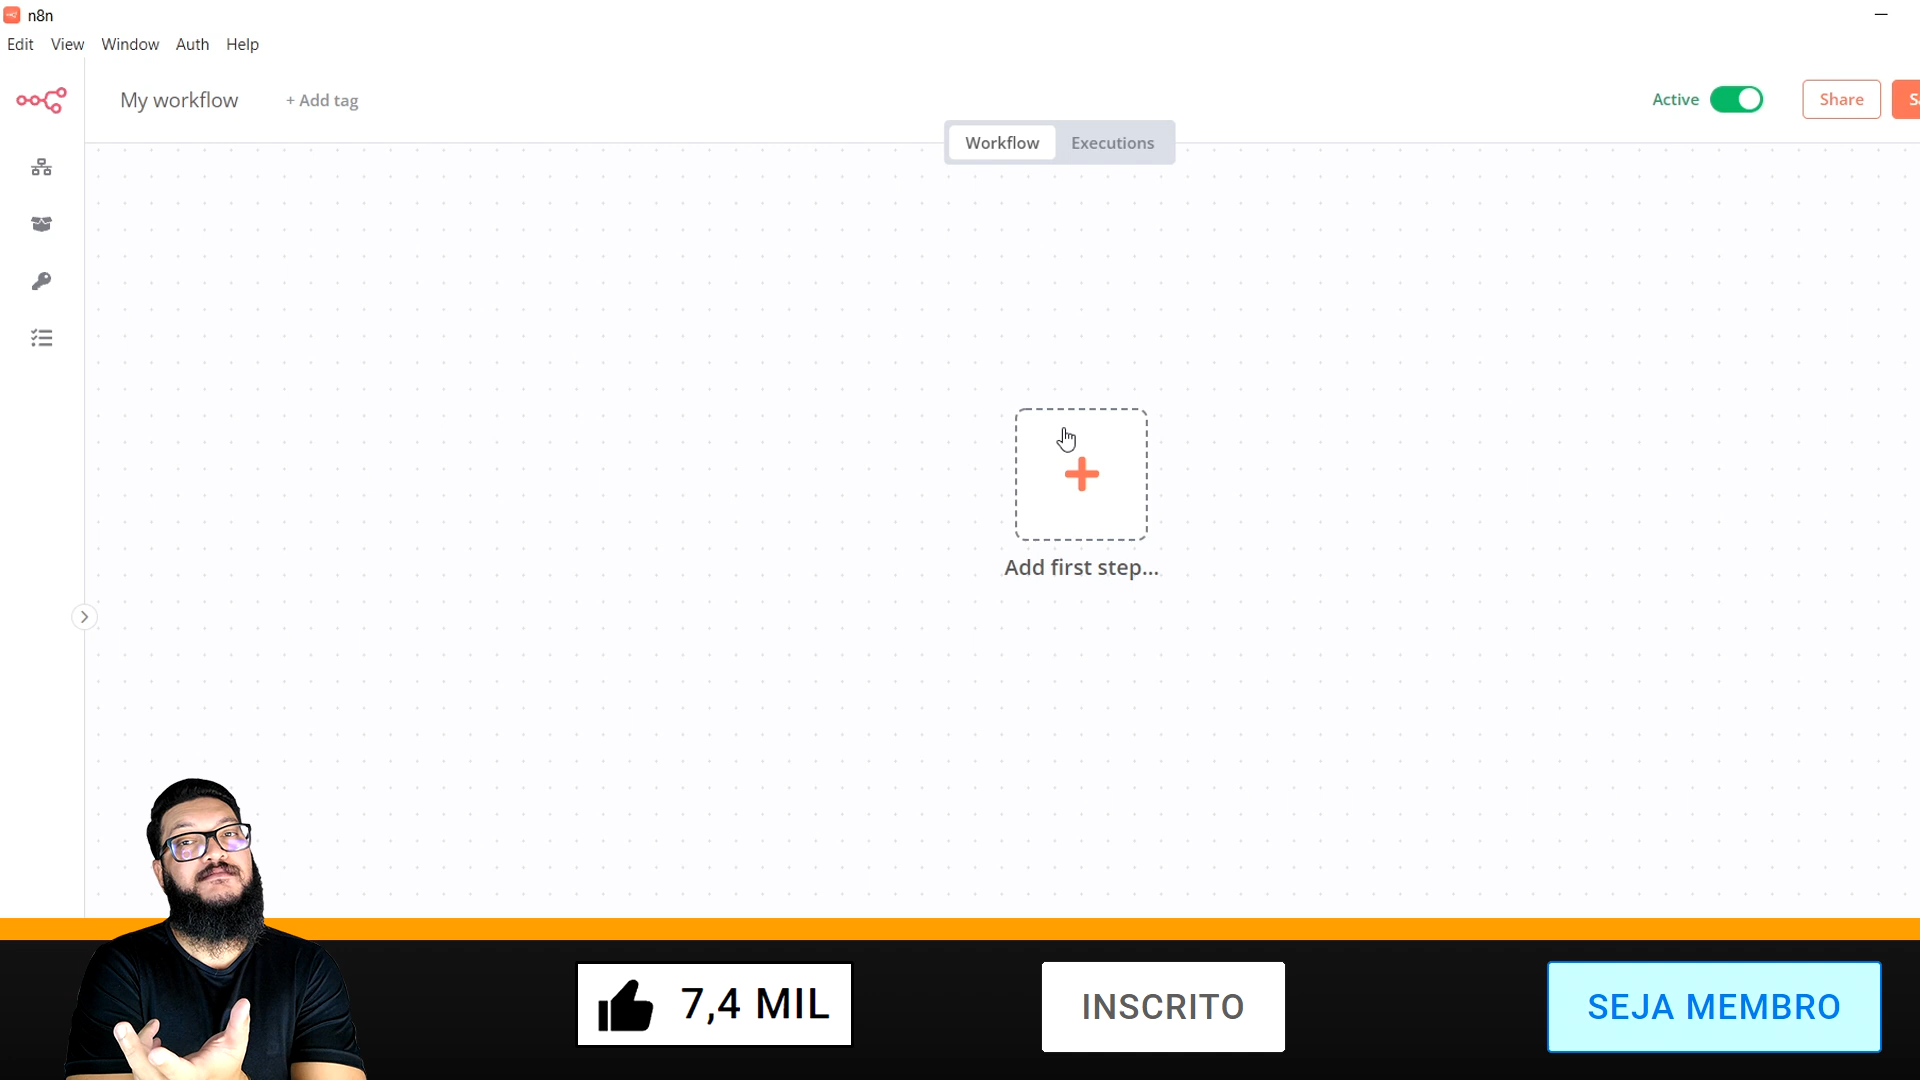 n8n
Edit View Window Auth Help
My workflow + Add tag Active Share
Workflow Executions
Add first step...
7,4 MIL INSCRITO SEJA MEMBRO